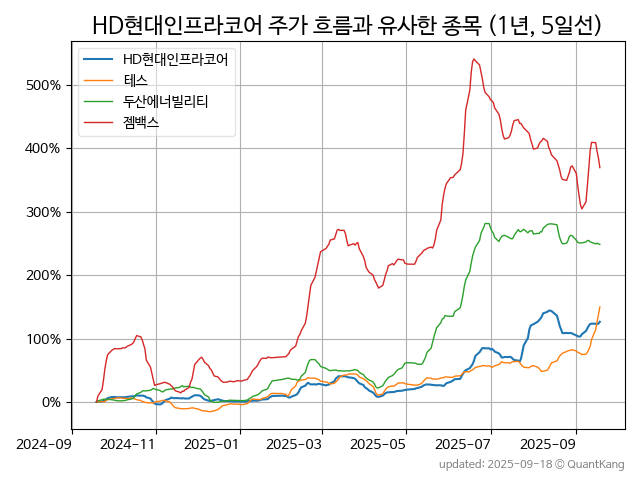 HD현대인프라코어 주가 흐름과 유사한 종목 (1년, 5일선)
HD현대인프라코어
테스
두산에너빌리티
젬백스
500%
400%
300%
200%
100%
0%
2024-09 2024-11 2025-01 2025-03 2025-05 2025-07 2025-09
updated: 2025-09-18 © QuantKang